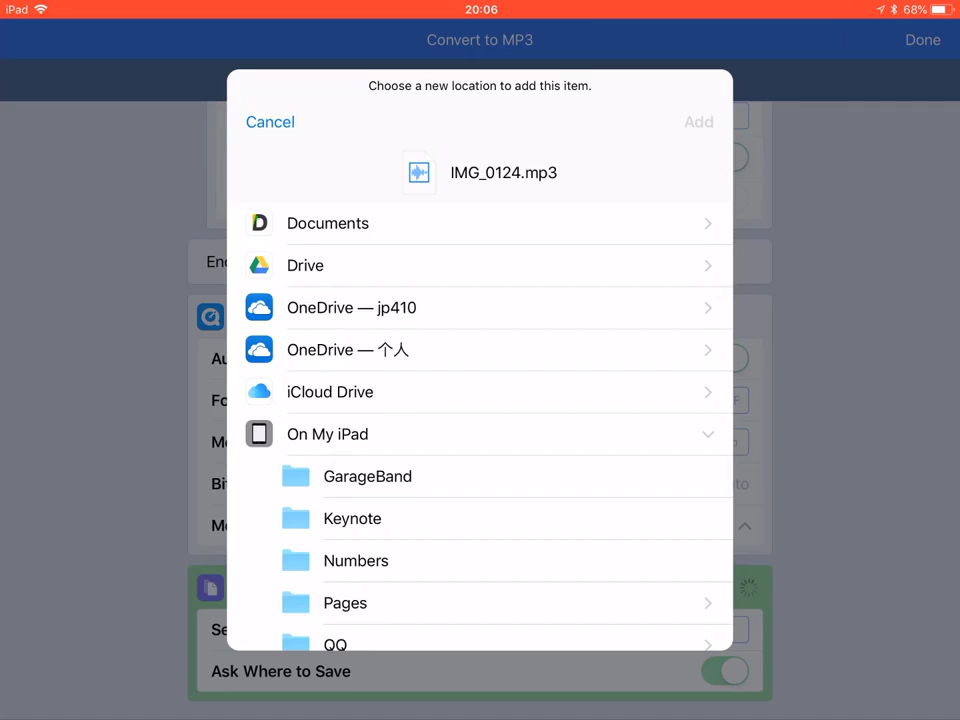 iPad
20:06
68%
Convert to MP3
Done
Choose a new location to add this item.
Cancel
Add
IMG_0124.mp3
Documents
Drive
OneDrive — jp410
OneDrive — 个人
iCloud Drive
On My iPad
GarageBand
Keynote
Numbers
Pages
QQ
Ask Where to Save